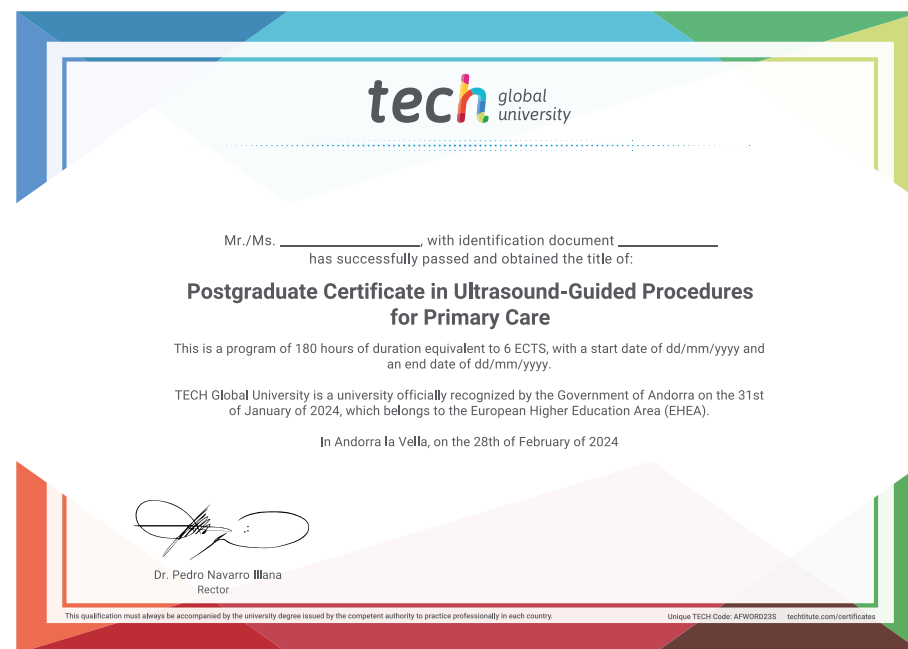 tech global university
Mr./Ms. ____________, with identification document ____________
has successfully passed and obtained the title of:
Postgraduate Certificate in Ultrasound-Guided Procedures
for Primary Care
This is a program of 180 hours of duration equivalent to 6 ECTS, with a start date of dd/mm/yyyy and
an end date of dd/mm/yyyy.
TECH Global University is a university officially recognized by the Government of Andorra on the 31st
of January of 2024, which belongs to the European Higher Education Area (EHEA).
In Andorra la Vella, on the 28th of February of 2024
Dr. Pedro Navarro Illana
Rector
This qualification must always be accompanied by the university degree issued by the competent authority to practice professionally in each country.
Unique TECH Code: AFWORD23S techtitute.com/certificates